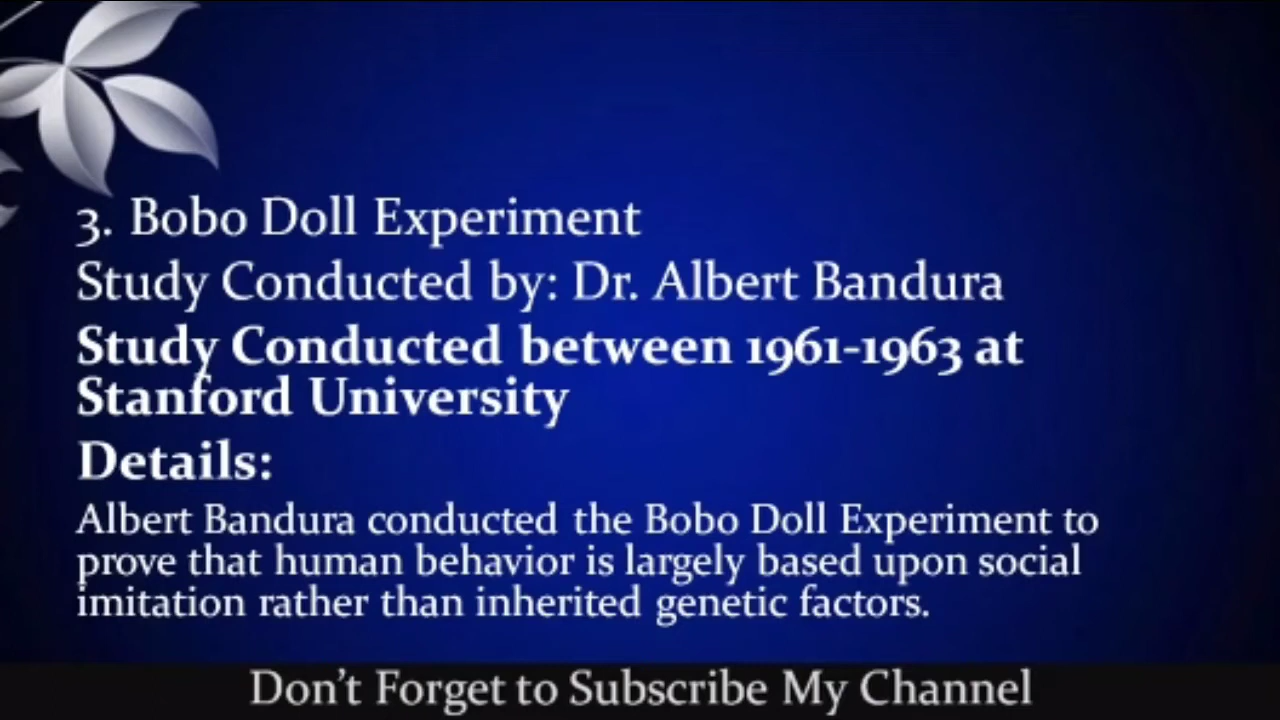 3. Bobo Doll Experiment
Study Conducted by: Dr. Albert Bandura
Study Conducted between 1961-1963 at
Stanford University
Details:
Albert Bandura conducted the Bobo Doll Experiment to
prove that human behavior is largely based upon social
imitation rather than inherited genetic factors.
Don't Forget to Subscribe My Channel